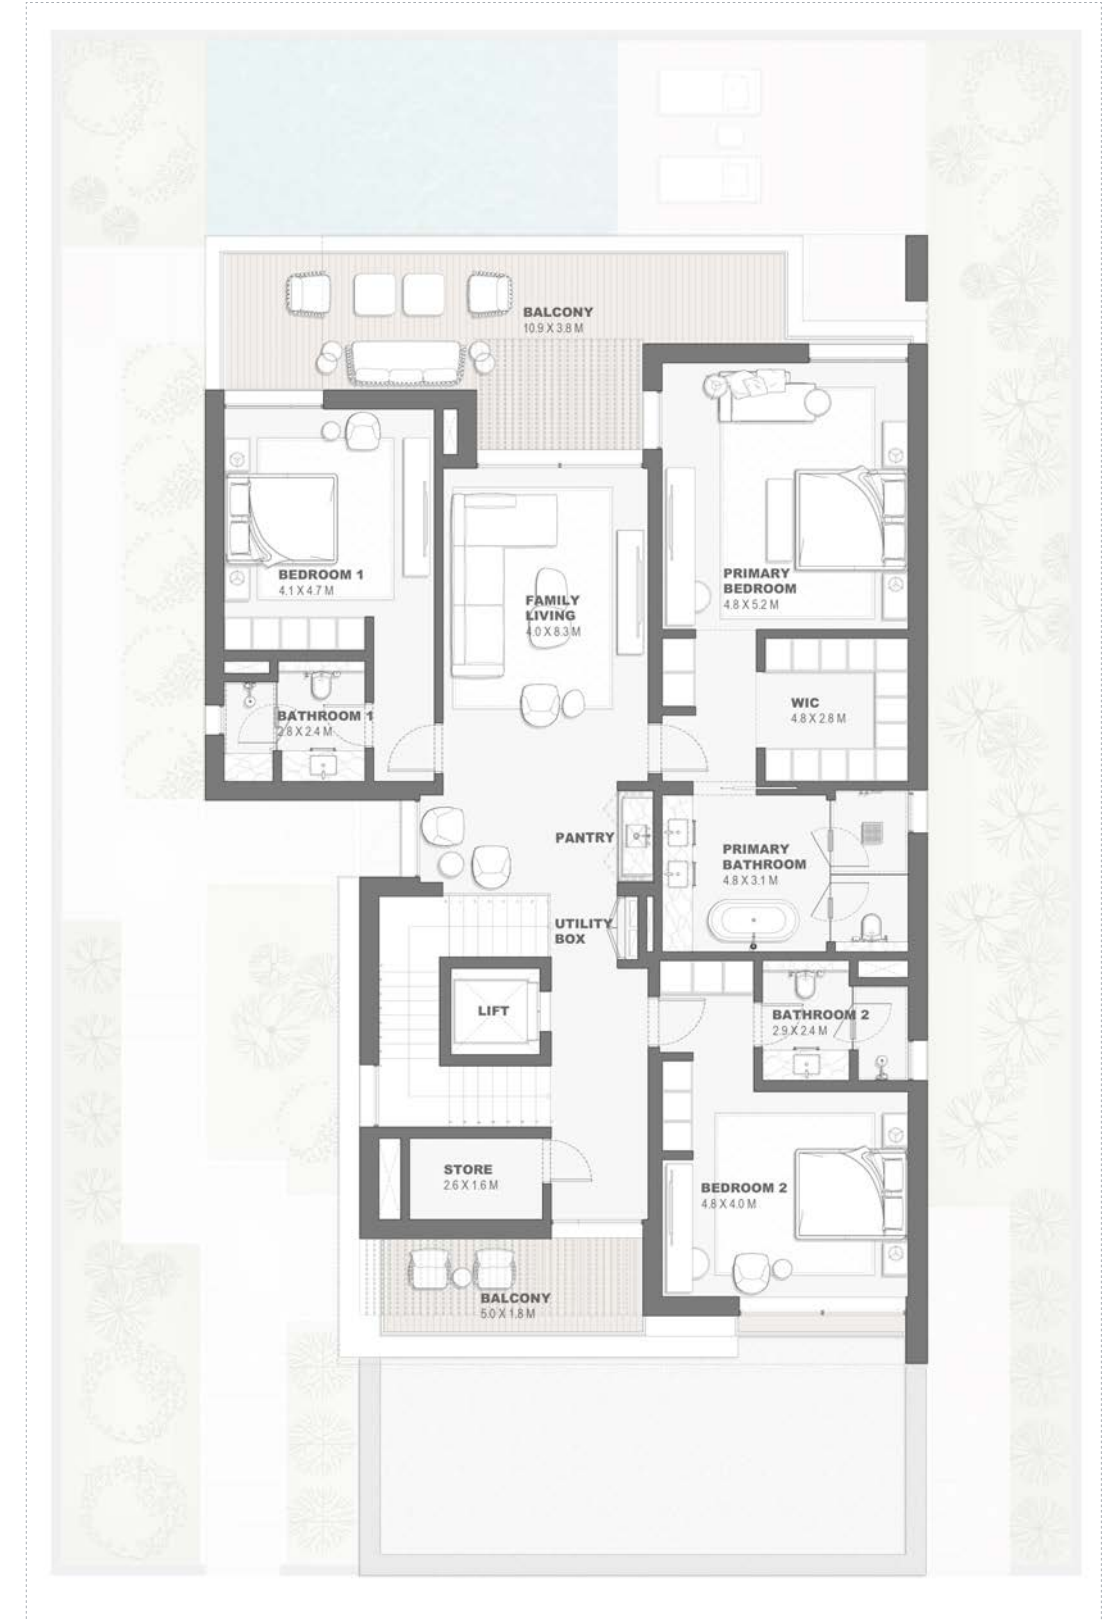 BALCONY
10.9 X 3.8 M
BEDROOM 1
4.1 X 4.7 M
FAMILY
LIVING
4.0 X 8.3 M
PRIMARY
BEDROOM
4.8 X 5.2 M
BATHROOM 1
2.8 X 2.4 M
WIC
4.8 X 2.8 M
PANTRY
PRIMARY
BATHROOM
4.8 X 3.1 M
UTILITY
BOX
LIFT
BATHROOM 2
2.9 X 2.4 M
STORE
2.6 X 1.6 M
BEDROOM 2
4.8 X 4.0 M
BALCONY
5.0 X 1.8 M